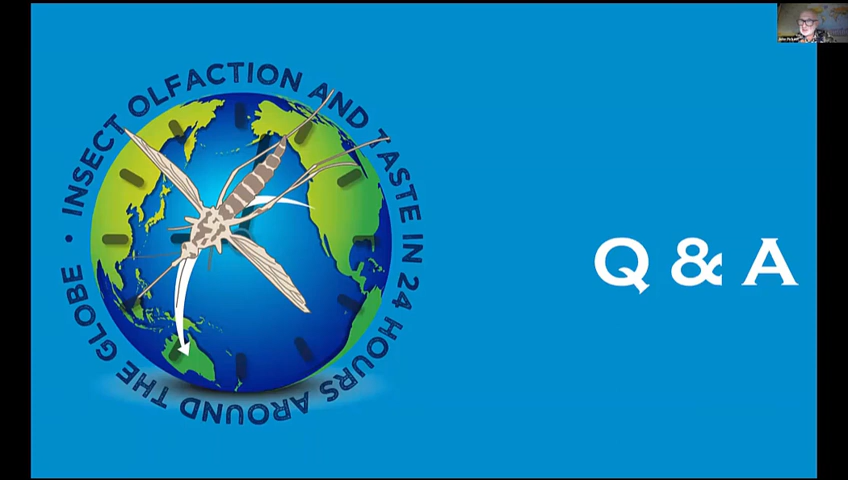 INSECT OLFACTION AND TASTE IN 24 HOURS AROUND THE GLOBE •
Q & A